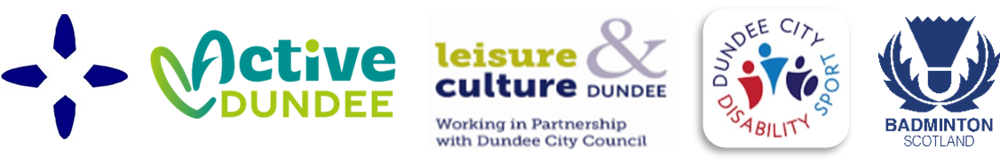 Active
DUNDEE
leisure &
culture DUNDEE
Working in Partnership
with Dundee City Council
DUNDEE CITY
DISABILITY SPORT
BADMINTON
SCOTLAND